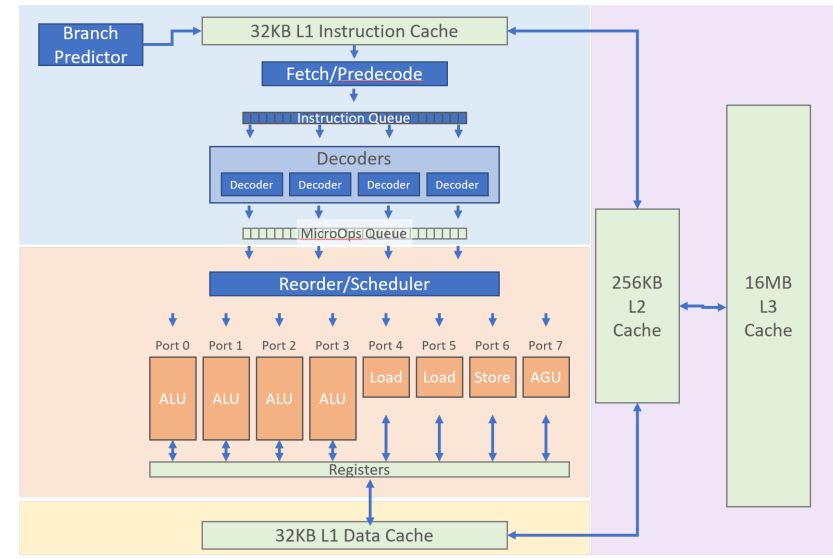 Branch
Predictor
32KB L1 Instruction Cache
Fetch/Predecode
Instruction Queue
Decoders
Decoder Decoder Decoder Decoder
MicroOps Queue
Reorder/Scheduler
Port 0 Port 1 Port 2 Port 3 Port 4 Port 5 Port 6 Port 7
ALU ALU ALU ALU Load Load Store AGU
Registers
32KB L1 Data Cache
256KB
L2
Cache
16MB
L3
Cache